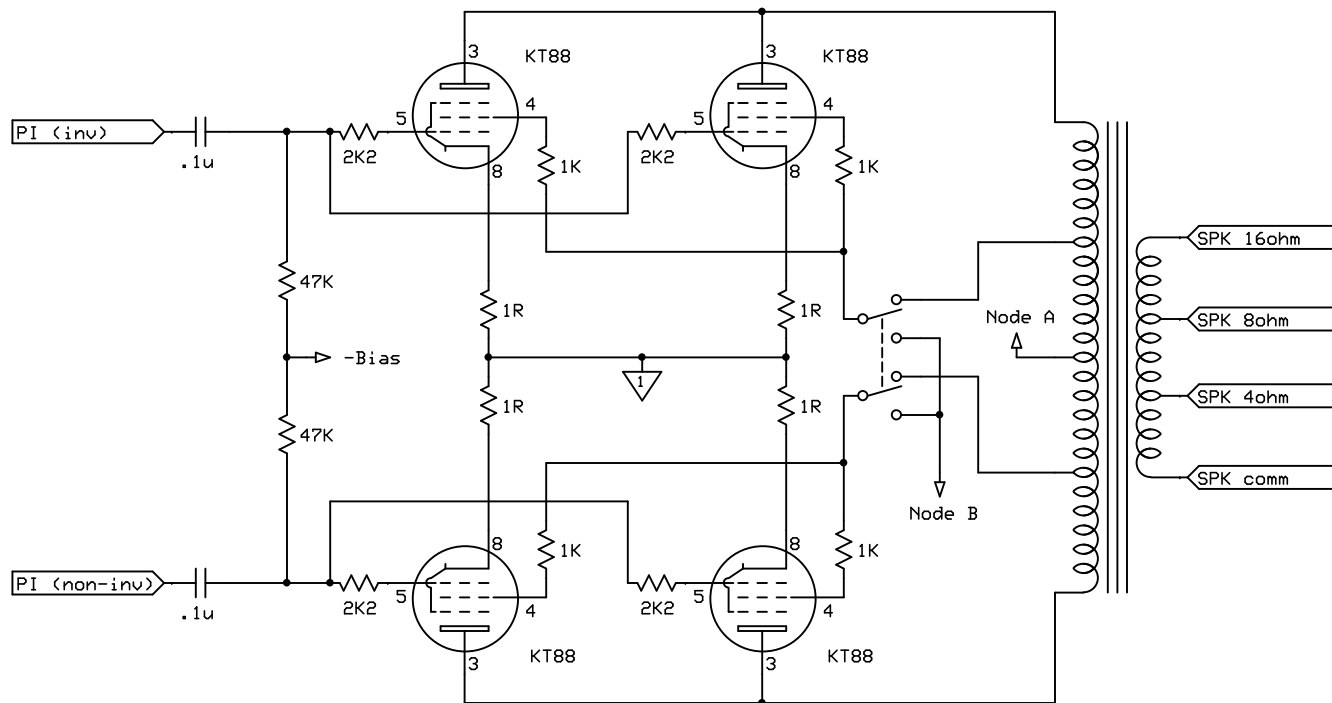 3
KT88
3
KT88
4
4
5
5
PI (inv)
2K2
2K2
.1u
8
1K
8
1K
SPK 16ohm
47K
1R
1R
Node A
SPK 8ohm
-Bias
1
1R
1R
SPK 4ohm
47K
SPK comm
Node B
8
1K
8
1K
PI (non-inv)
2K2
5
4
2K2
5
4
.1u
3
KT88
3
KT88